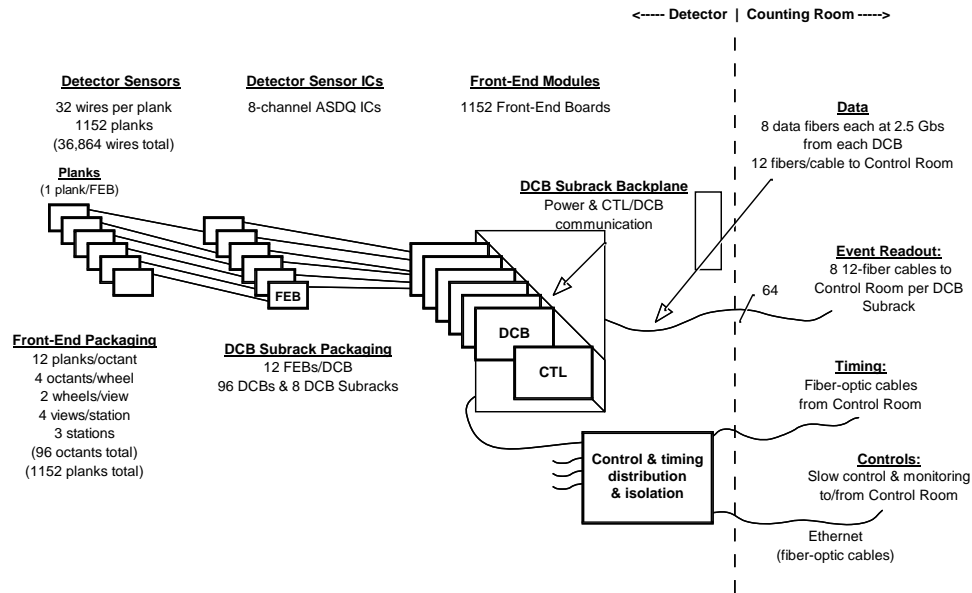 <----- Detector | Counting Room ----->
Detector Sensors
32 wires per plank
1152 planks
(36,864 wires total)
Detector Sensor ICs
8-channel ASDQ ICs
Front-End Modules
1152 Front-End Boards
Data
8 data fibers each at 2.5 Gbs
from each DCB
12 fibers/cable to Control Room
Planks
(1 plank/FEB)
DCB Subrack Backplane
Power & CTL/DCB
communication
FEB
DCB
CTL
64
Event Readout:
8 12-fiber cables to
Control Room per DCB
Subrack
Front-End Packaging
12 planks/octant
4 octants/wheel
2 wheels/view
4 views/station
3 stations
(96 octants total)
(1152 planks total)
DCB Subrack Packaging
12 FEBs/DCB
96 DCBs & 8 DCB Subracks
Timing:
Fiber-optic cables
from Control Room
Control & timing
distribution
& isolation
Controls:
Slow control & monitoring
to/from Control Room
Ethernet
(fiber-optic cables)